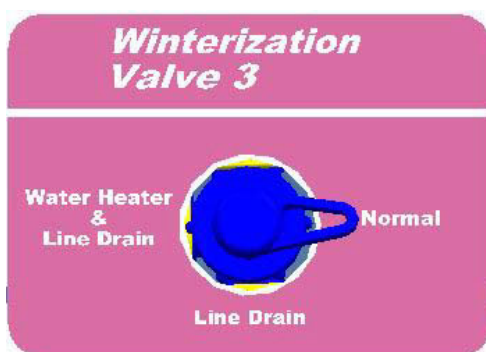 Winterization
Valve 3
Water Heater
&
Line Drain
Normal
Line Drain